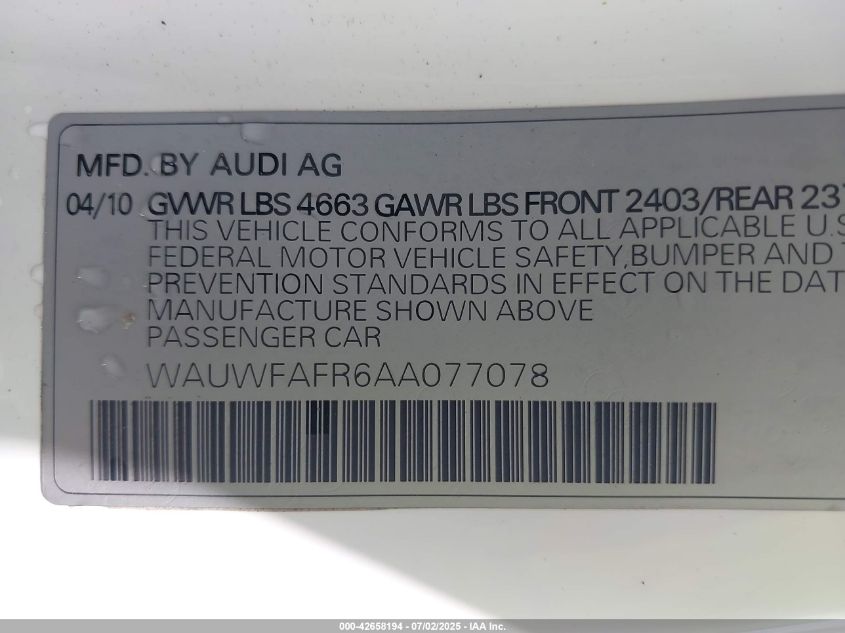 MFD. BY AUDI AG
04/10 GVWR LBS 4663 GAWR LBS FRONT 2403/REAR
THIS VEHICLE CONFORMS TO ALL APPLICABLE U.S
FEDERAL MOTOR VEHICLE SAFETY,BUMPER AND
PREVENTION STANDARDS IN EFFECT ON THE
MANUFACTURE SHOWN ABOVE
PASSENGER CAR
WAUWFAFR6AA077078
000-42658194 - 07/02/2025 - IAA Inc.